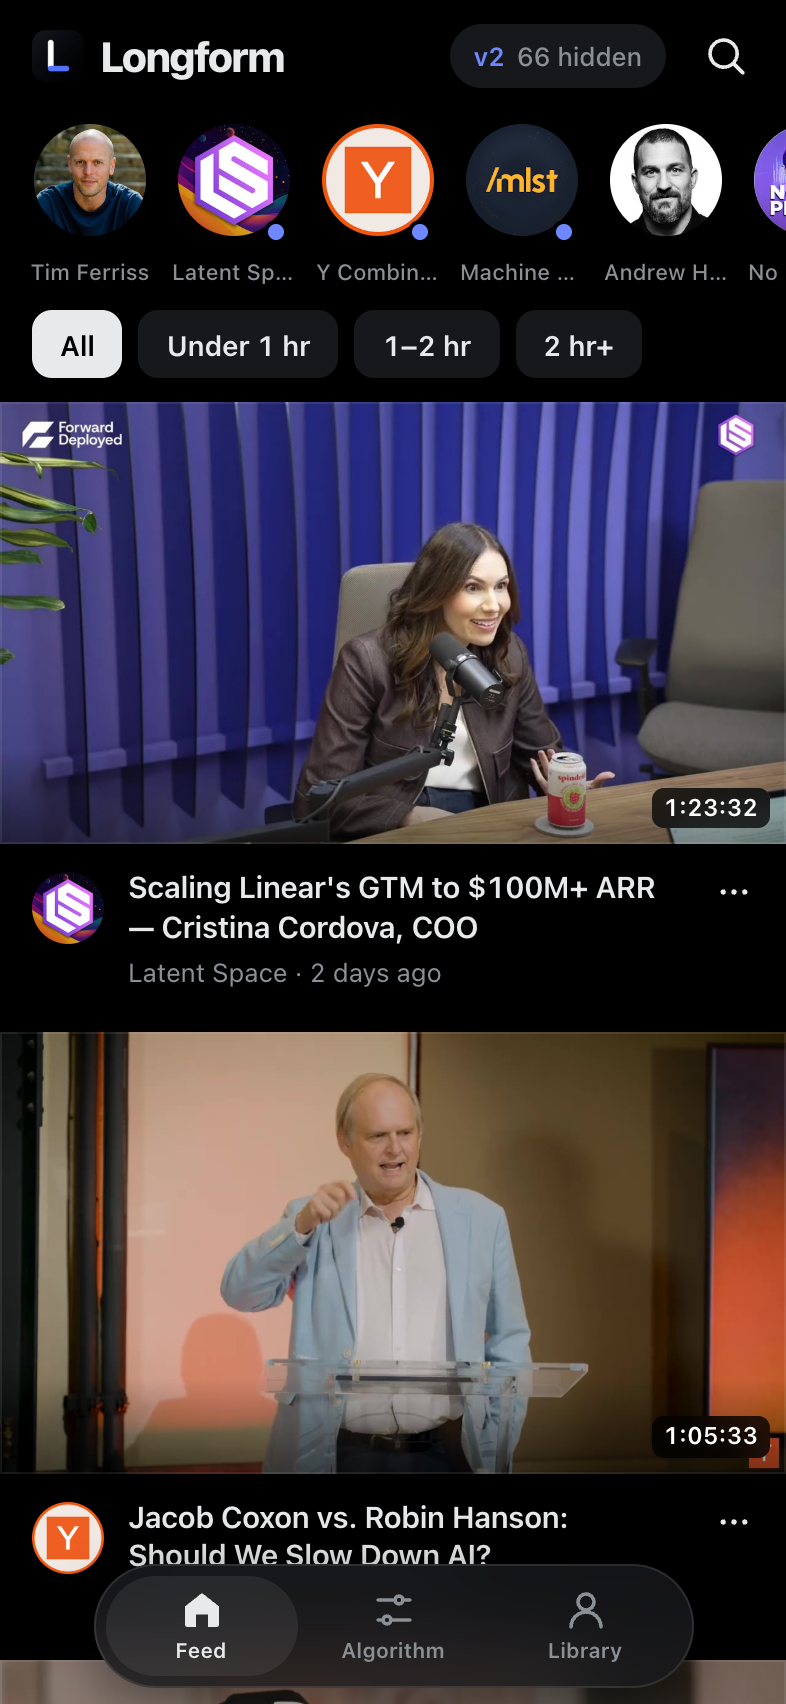 L Longform
v2 66 hidden
/mlst
N
P
Tim Ferriss
Latent Sp...
Y Combin...
Machine ...
Andrew H...
No
All
Under 1 hr
1–2 hr
2 hr+
Forward
Deployed
spindrift
1:23:32
Scaling Linear's GTM to $100M+ ARR
— Cristina Cordova, COO
Latent Space · 2 days ago
1:05:33
Y
Jacob Coxon vs. Robin Hanson:
Should We Slow Down AI?
Feed
Algorithm
Library